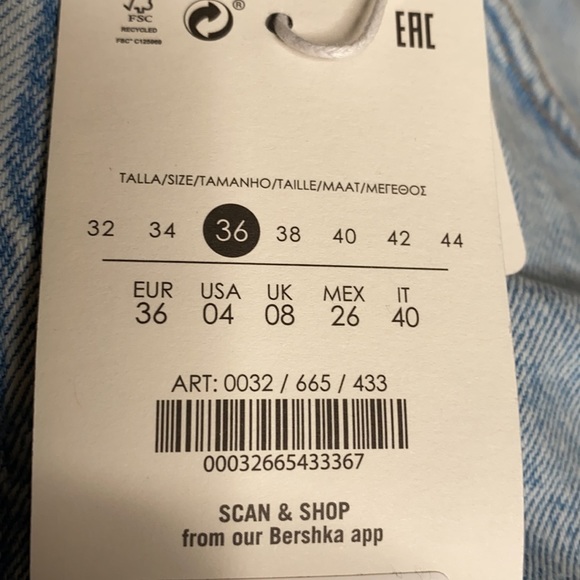 FSC
RECYCLED
®
EAC
TALLA/SIZE/TAMANHO/TAILLE/MAAT/ΜΕΓΕΘΟΣ
32 34 36 38 40 42 44
EUR USA UK MEX IT
36 04 08 26 40
ART: 0032 / 665 / 433
00032665433367
SCAN & SHOP
from our Bershka app